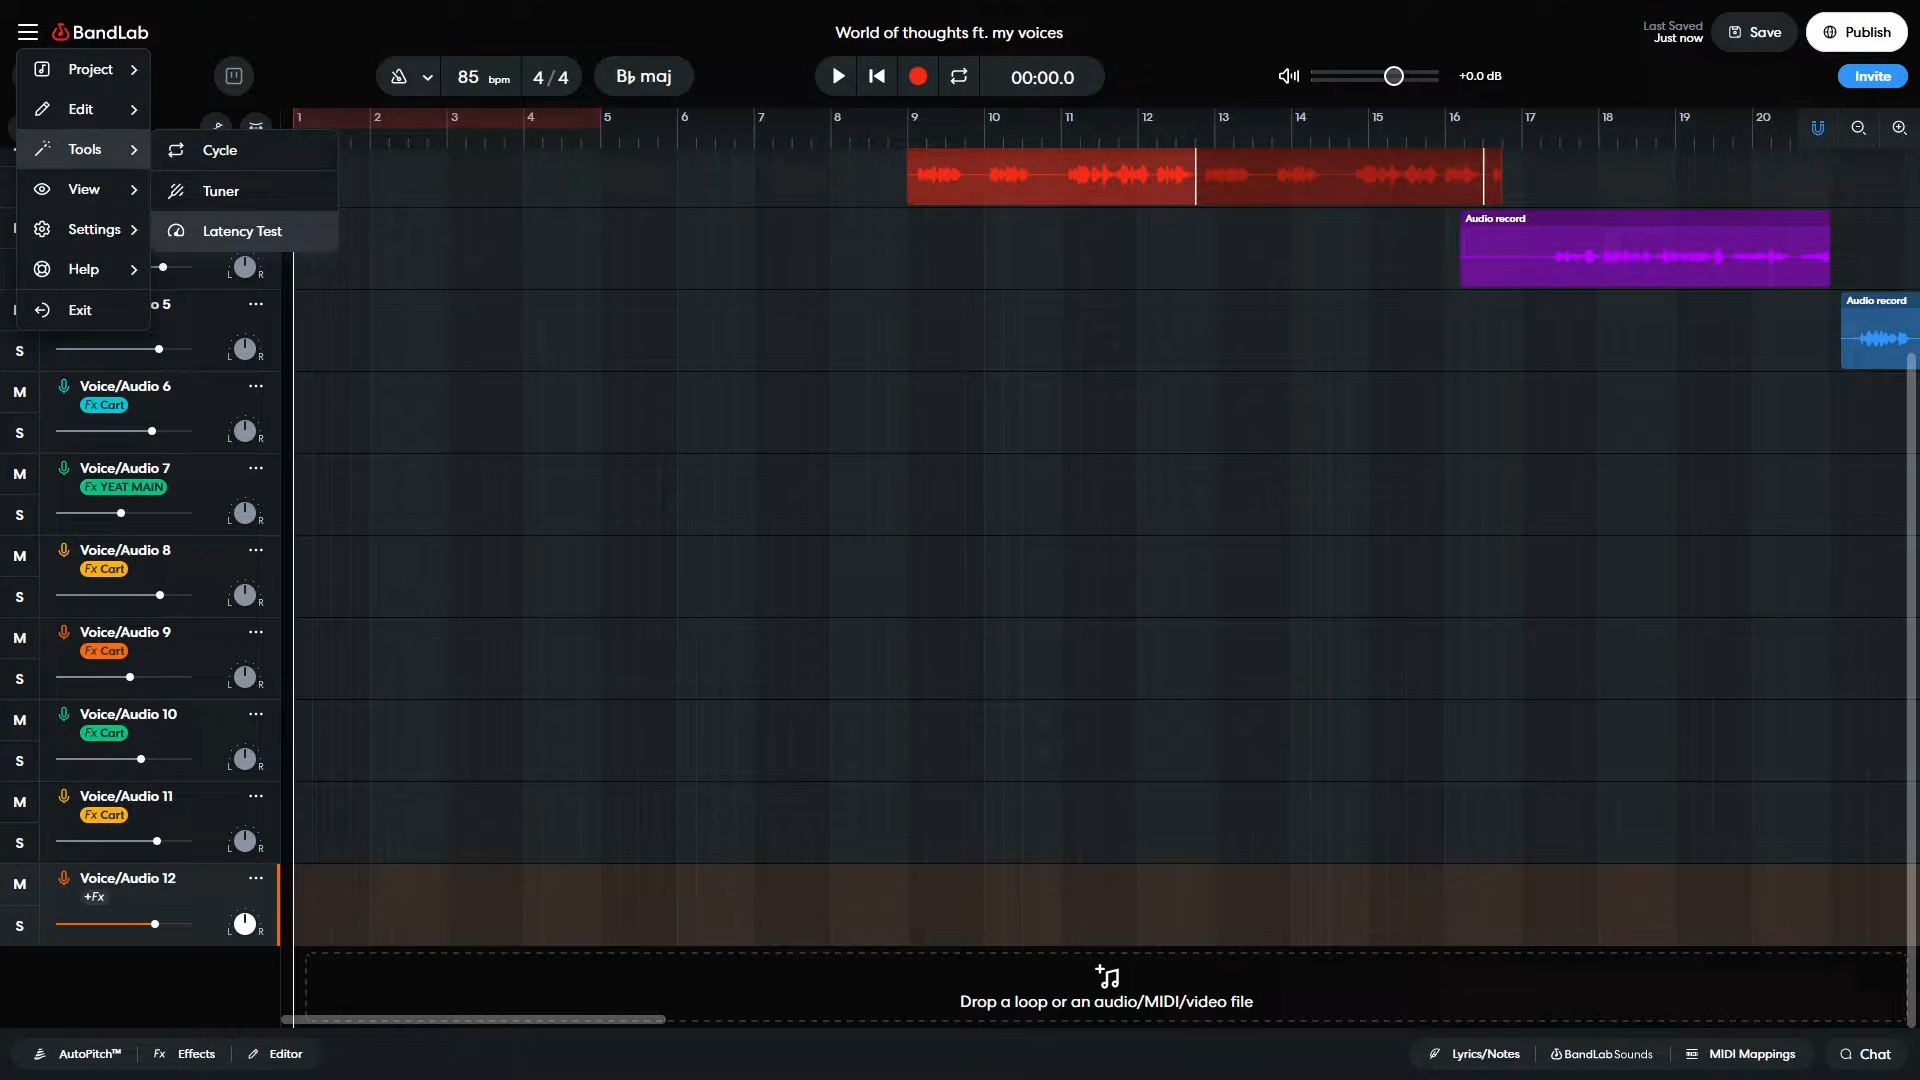 BandLab
World of thoughts ft. my voices
Last Saved
Just now
Save
Publish
Project
Edit
Tools
View
Settings
Help
Exit
Cycle
Tuner
Latency Test
85 bpm
4 / 4
B♭ maj
00:00.0
+0.0 dB
Invite
1 2 3 4 5 6 7 8 9 10 11 12 13 14 15 16 17 18 19 20
Audio record
Audio record
L R
o 5
S
L R
M
Voice/Audio 6
Fx Cart
S
L R
M
Voice/Audio 7
Fx YEAT MAIN
S
L R
M
Voice/Audio 8
Fx Cart
S
L R
M
Voice/Audio 9
Fx Cart
S
L R
M
Voice/Audio 10
Fx Cart
S
L R
M
Voice/Audio 11
Fx Cart
S
L R
M
Voice/Audio 12
+Fx
S
L R
Drop a loop or an audio/MIDI/video file
AutoPitch™
Fx Effects
Editor
Lyrics/Notes
BandLab Sounds
MIDI Mappings
Chat